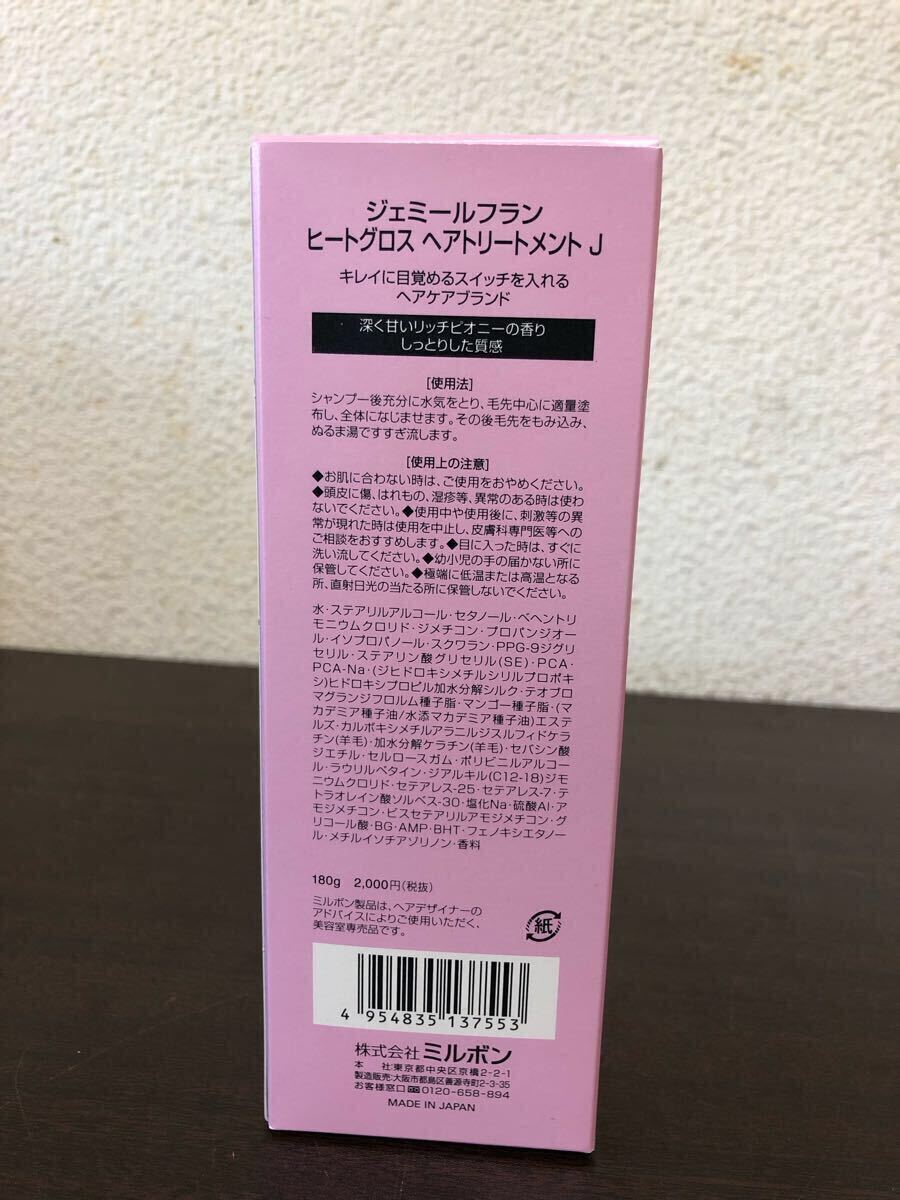 ジェミールフラン
ヒートグロス ヘアトリートメント J
キレイに目覚めるスイッチを入れる
ヘアケアブランド
深く甘いリッチピオニーの香り
しっとりした質感
[使用法]
シャンプー後充分に水気をとり、毛先中心に適量塗
布し、全体になじませます。その後毛先をもみ込み、
ぬるま湯ですすぎ流します。
[使用上の注意]
◆お肌に合わない時は、ご使用をおやめください。
◆頭皮に傷、はれもの、湿疹等、異常のある時は使わ
ないでください。◆使用中や使用後に、刺激等の異
常が現れた時は使用を中止し、皮膚科専門医等への
ご相談をおすすめします。◆目に入った時は、すぐに
洗い流してください。◆幼小児の手の届かない所に
保管してください。◆極端に低温または高温となる
所、直射日光の当たる所に保管しないでください。
水・ステアリルアルコール・セタノール・ベヘントリ
モニウムクロリド・ジメチコン・プロパンジオー
ル・イソプロパノール・スクワラン・PPG-9ジグリ
セリル・ステアリン酸グリセリル(SE)・PCA・
PCA-Na・(ジヒドロキシメチルシリルプロポキ
シ)ヒドロキシプロピル加水分解シルク・テオブロ
マグランジフロルム種子脂・マンゴー種子脂・(マ
カデミア種子油/水添マカデミア種子油)エステ
ルズ・カルボキシメチルアラニルジスルフィドケラ
チン(羊毛)・加水分解ケラチン(羊毛)・セバシン酸
ジエチル・セルロースガム・ポリビニルアルコー
ル・ラウリルベタイン・ジアルキル(C12-18)ジモ
ニウムクロリド・セテアレス-25・セテアレス-7・テ
トラオレイン酸ソルベス-30・塩化Na・硫酸Al・ア
モジメチコン・ビスセテアリルアモジメチコン・グ
リコール酸・BG・AMP・BHT・フェノキシエタノー
ル・メチルイソチアゾリノン・香料
180g 2,000円(税抜)
ミルボン製品は、ヘアデザイナーの
アドバイスによりご使用いただく、
美容室専売品です。
紙
4 954835 137553
株式会社 ミルボン
本 社:東京都中央区京橋2-2-1
製造販売:大阪市都島区善源寺町2-3-35
お客様窓口 0120-658-894
MADE IN JAPAN